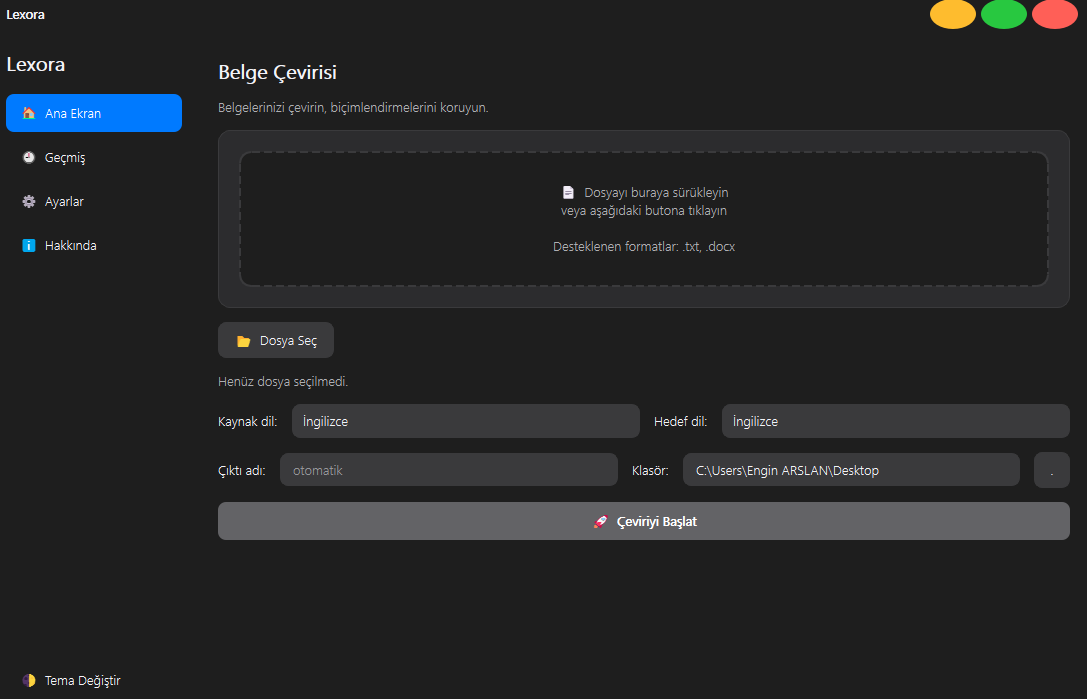 Lexora
Lexora
Ana Ekran
Geçmiş
Ayarlar
Hakkında
Tema Değiştir
Belge Çevirisi
Belgelerinizi çevirin, biçimlendirmelerini koruyun.
Dosyayı buraya sürükleyin
veya aşağıdaki butona tıklayın
Desteklenen formatlar: .txt, .docx
Dosya Seç
Henüz dosya seçilmedi.
Kaynak dil: İngilizce Hedef dil: İngilizce
Çıktı adı: otomatik Klasör: C:\Users\Engin ARSLAN\Desktop .
Çeviriyi Başlat